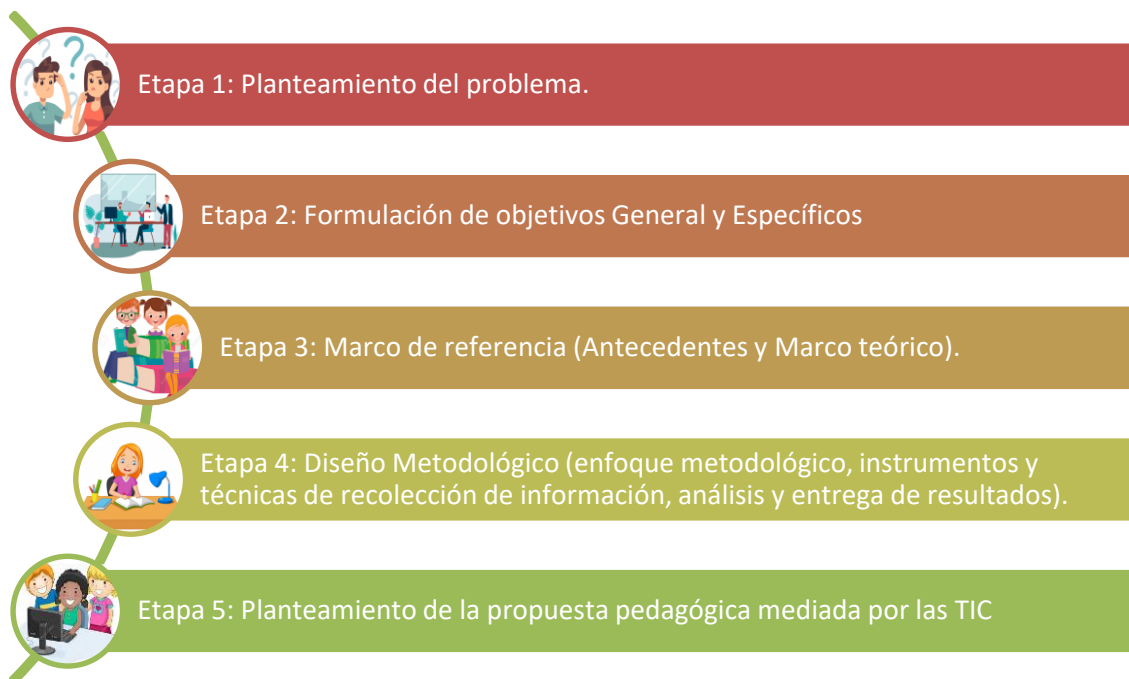 Etapa 1: Planteamiento del problema.
Etapa 2: Formulación de objetivos General y Específicos
Etapa 3: Marco de referencia (Antecedentes y Marco teórico).
Etapa 4: Diseño Metodológico (enfoque metodológico, instrumentos y
técnicas de recolección de información, análisis y entrega de resultados).
Etapa 5: Planteamiento de la propuesta pedagógica mediada por las TIC